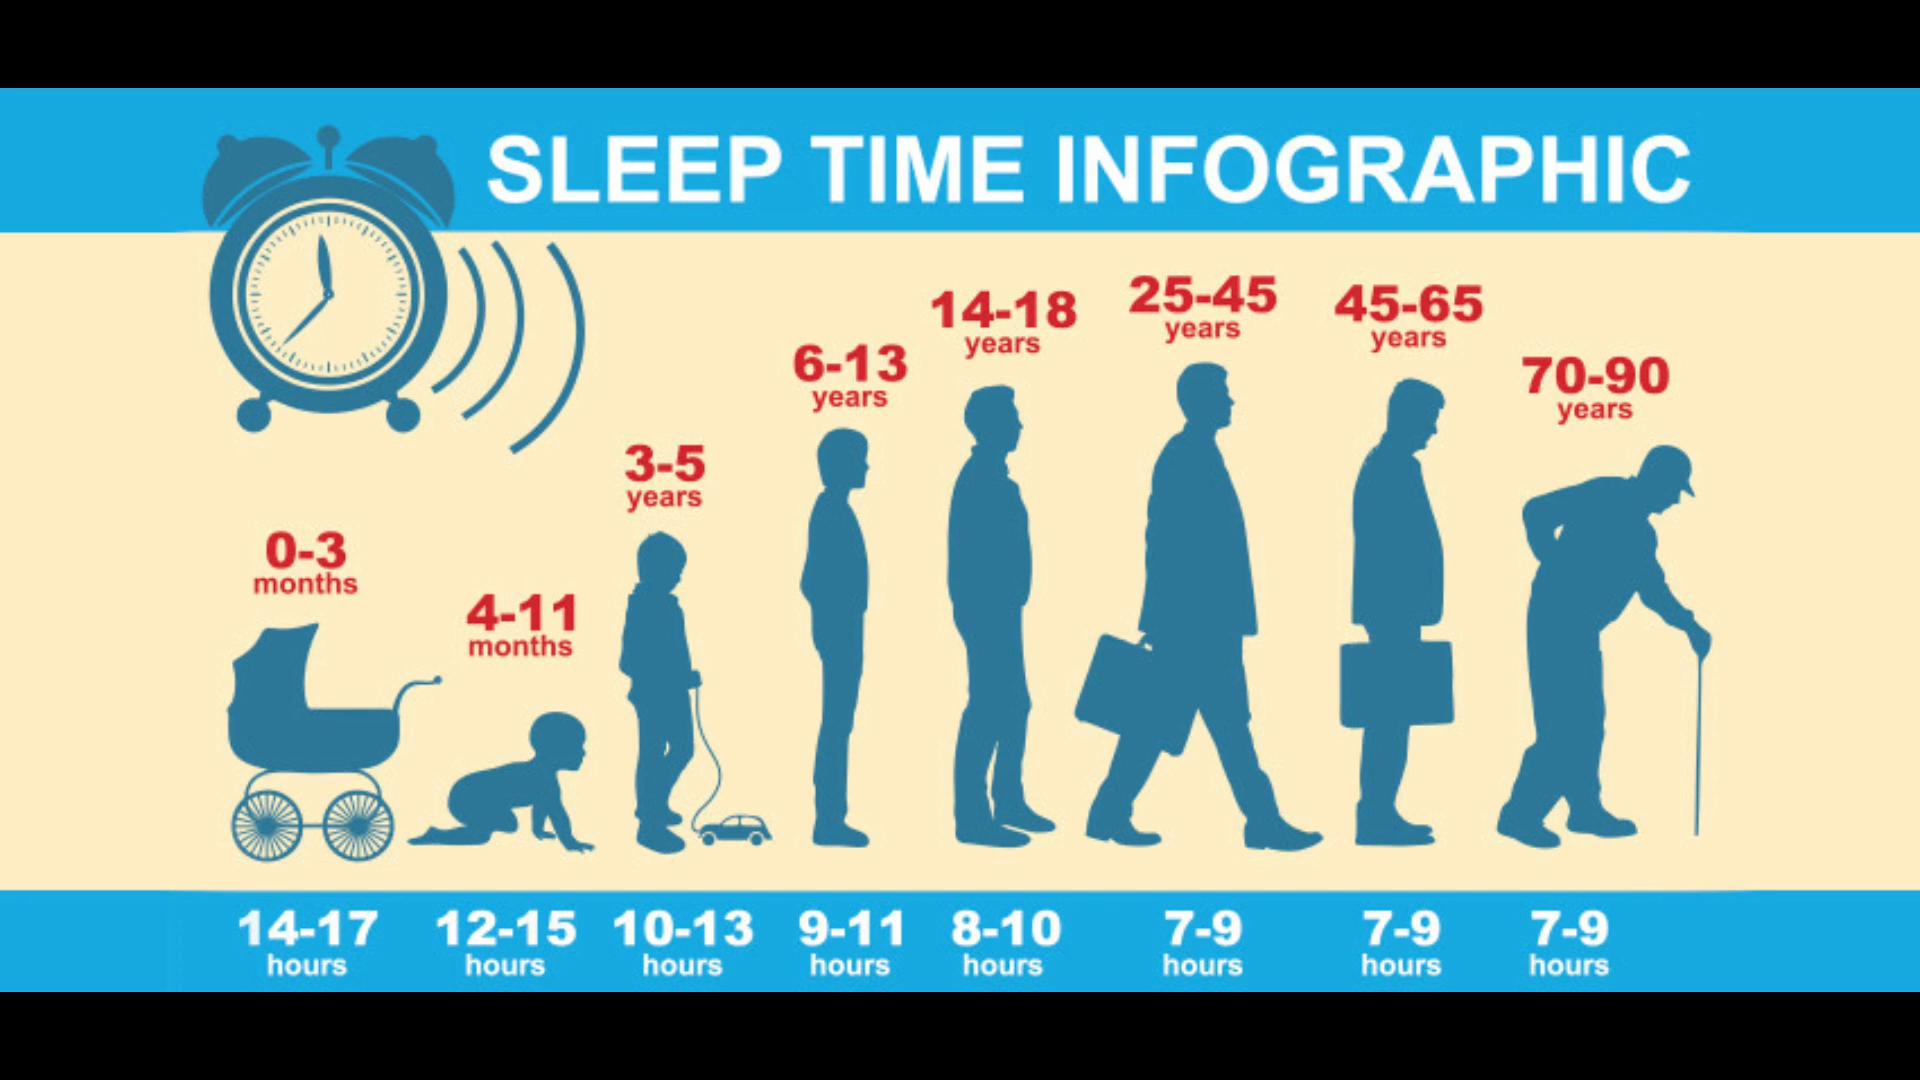 SLEEP TIME INFOGRAPHIC
0-3
months
4-11
months
3-5
years
6-13
years
14-18
years
25-45
years
45-65
years
70-90
years
14-17
hours
12-15
hours
10-13
hours
9-11
hours
8-10
hours
7-9
hours
7-9
hours
7-9
hours